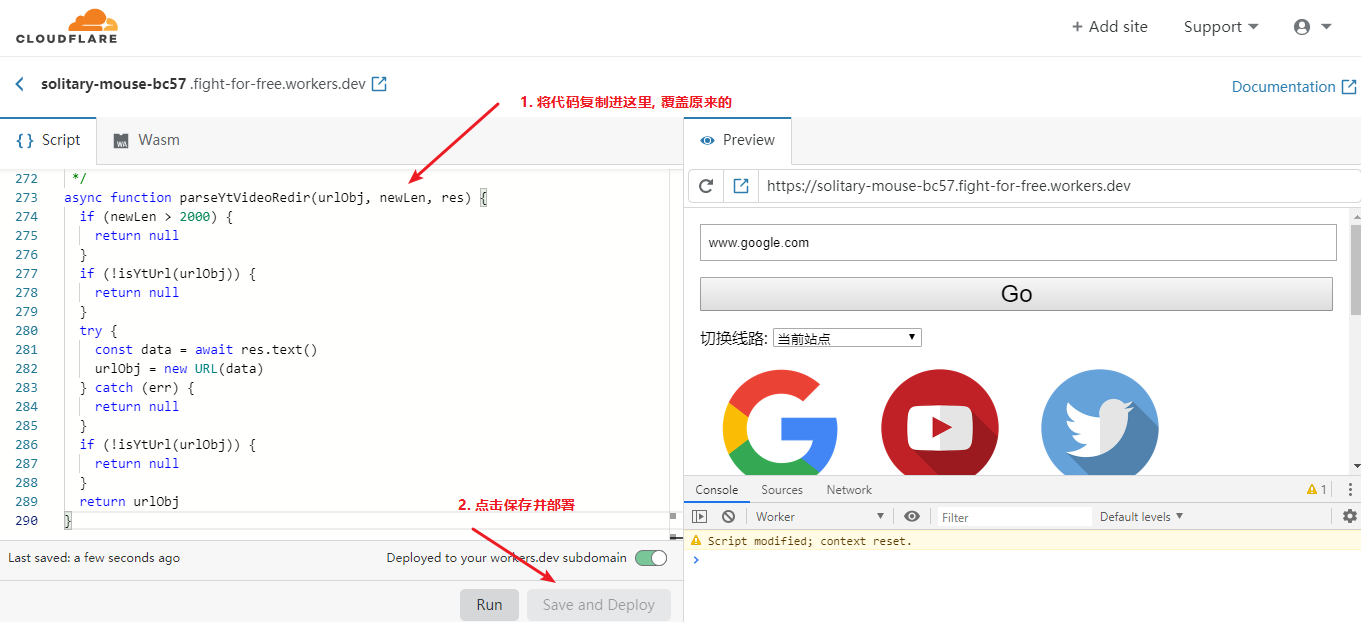 CLOUDFLARE
+ Add site
Support
solitary-mouse-bc57 .fight-for-free.workers.dev
Documentation
1. 将代码复制进这里, 覆盖原来的
{} Script
WA
Wasm
Preview
https://solitary-mouse-bc57.fight-for-free.workers.dev
272 */
273 async function parseYtVideoRedir(urlObj, newLen, res) {
274 if (newLen > 2000) {
275 return null
276 }
277 if (!isYtUrl(urlObj)) {
278 return null
279 }
280 try {
281 const data = await res.text()
282 urlObj = new URL(data)
283 } catch (err) {
284 return null
285 }
286 if (!isYtUrl(urlObj)) {
287 return null
288 }
289 return urlObj
290 }
2. 点击保存并部署
Last saved: a few seconds ago
Deployed to your workers.dev subdomain
Run
Save and Deploy
www.google.com
Go
切换线路: 当前站点
Console
Sources
Network
1
Worker
Filter
Default levels
Script modified; context reset.